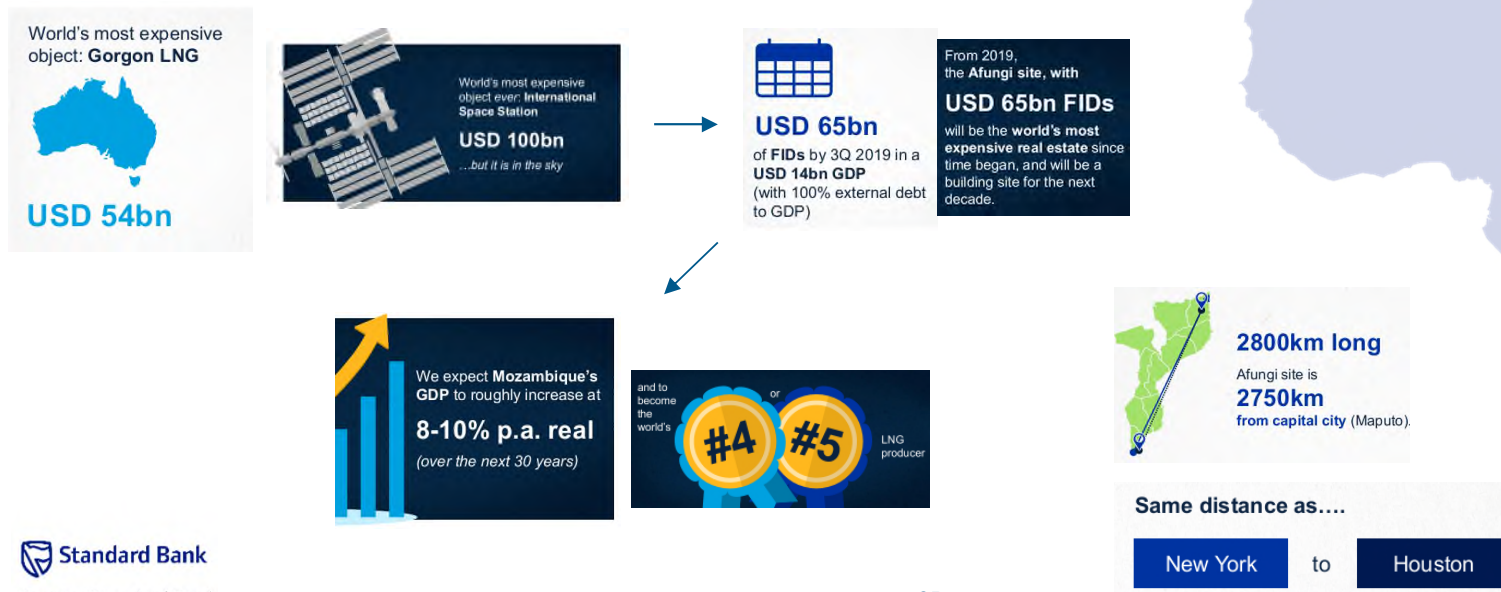 World's most expensive
object: Gorgon LNG
USD 54bn
World's most expensive
object ever: International
Space Station
USD 100bn
...but it is in the sky
USD 65bn
of FIDs by 3Q 2019 in a
USD 14bn GDP
(with 100% external debt
to GDP)
From 2019,
the Afungi site, with
USD 65bn FIDs
will be the world's most
expensive real estate since
time began, and will be a
building site for the next
decade.
We expect Mozambique's
GDP to roughly increase at
8-10% p.a. real
(over the next 30 years)
and to
become
the
world's
#4
or
#5
LNG
producer
2800km long
Afungi site is
2750km
from capital city (Maputo).
Same distance as....
New York to Houston
Standard Bank